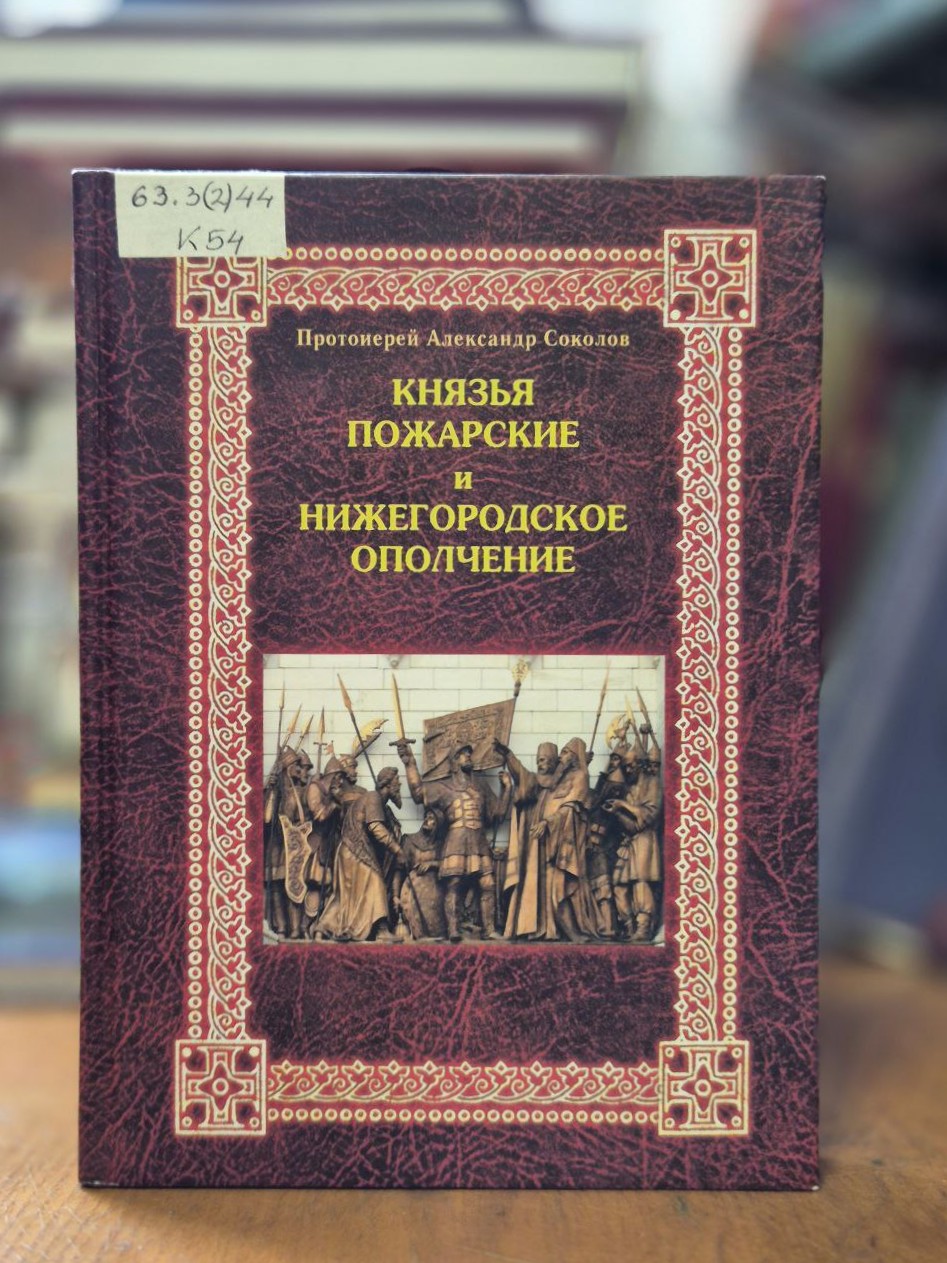 63.3(2)44
К54
Протоиерей Александр Соколов
КНЯЗЬЯ
ПОЖАРСКИЕ
и
НИЖЕГОРОДСКОЕ
ОПОЛЧЕНИЕ